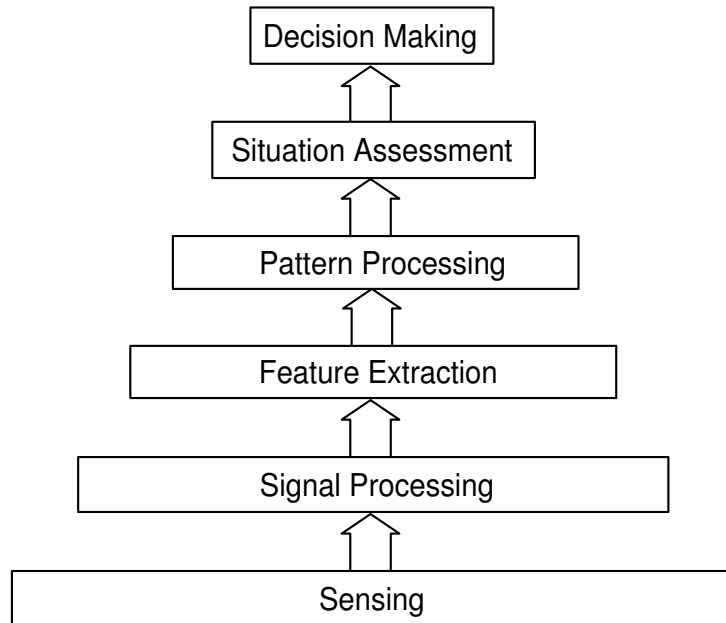 Decision Making
Situation Assessment
Pattern Processing
Feature Extraction
Signal Processing
Sensing